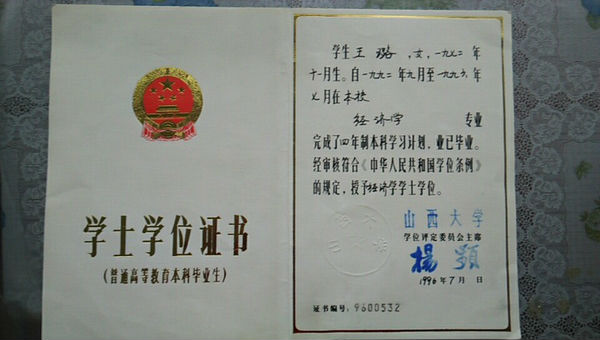 学士学位证书
(普通高等教育本科毕业生)
学生王璐,女,一九七二年
十一月生。自一九九二年九月至一九九六年
七月在本校
经济学 专业
完成了四年制本科学习计划,业已毕业。
经审核符合《中华人民共和国学位条例》
的规定,授予经济学学士学位。
山西大学
学位评定委员会主席
1996年7月 日
证书编号:9600532